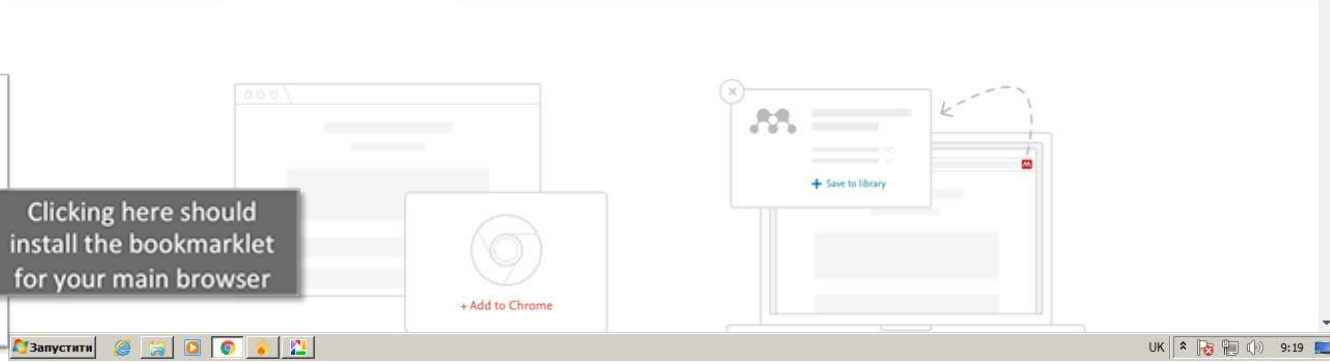 + Save to library
Clicking here should
install the bookmarklet
for your main browser
+ Add to Chrome
Запустити
UK
9:19